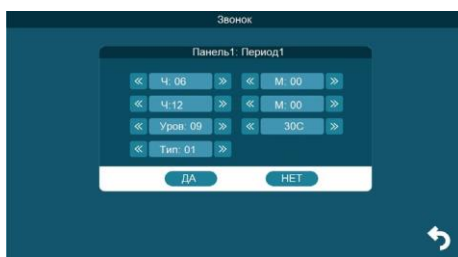 Звонок
Панель1: Период1
« Ч: 06 » « М: 00 »
« Ч:12 » « М: 00 »
« Уров: 09 » « 30С »
« Тип: 01 »
ДА НЕТ